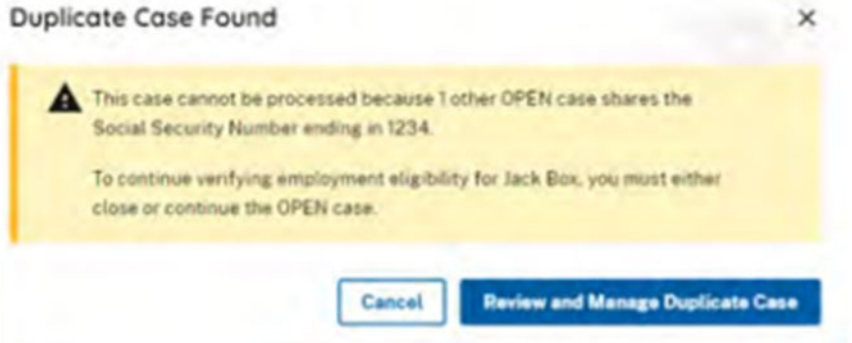 Duplicate Case Found
This case cannot be processed because 1 other OPEN case shares the
Social Security Number ending in 1234.
To continue verifying employment eligibility for Jack Box, you must either
close or continue the OPEN case.
Cancel
Review and Manage Duplicate Case